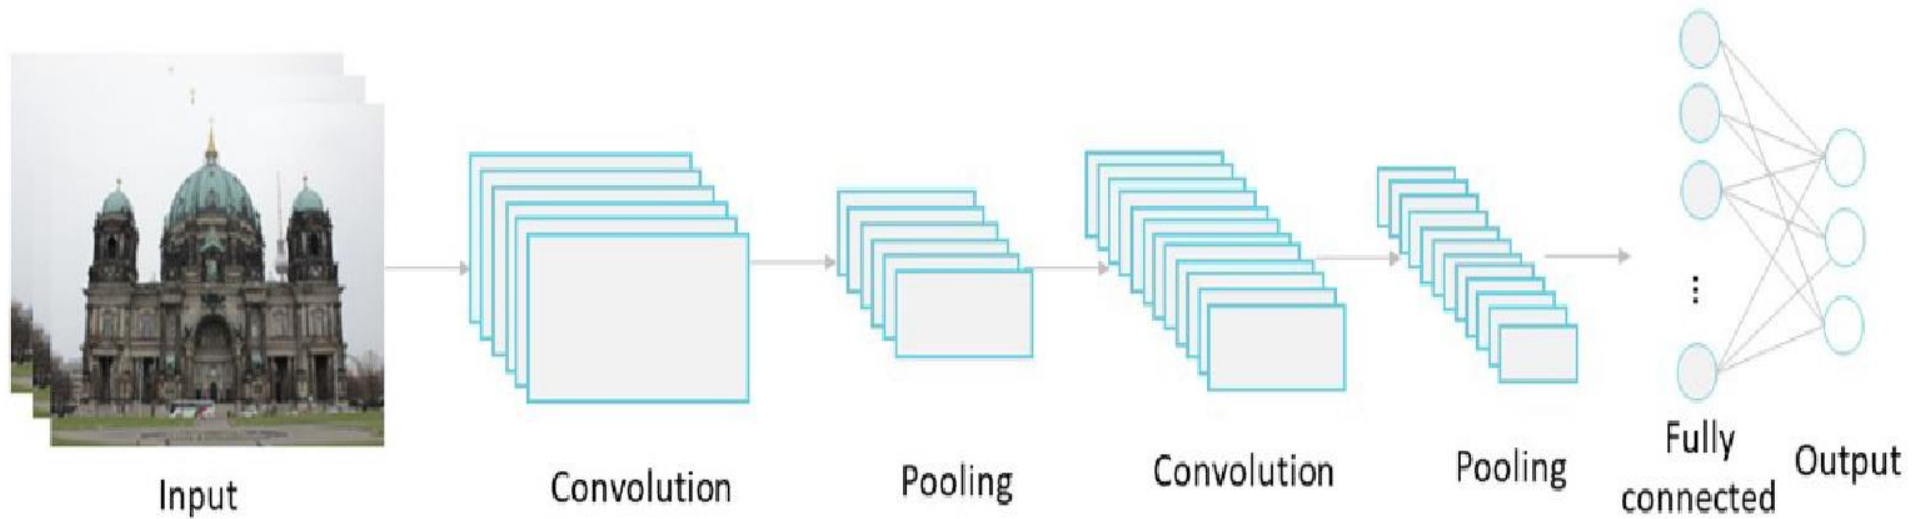 Input
Convolution
Pooling
Convolution
Pooling
...
Fully
connected
Output